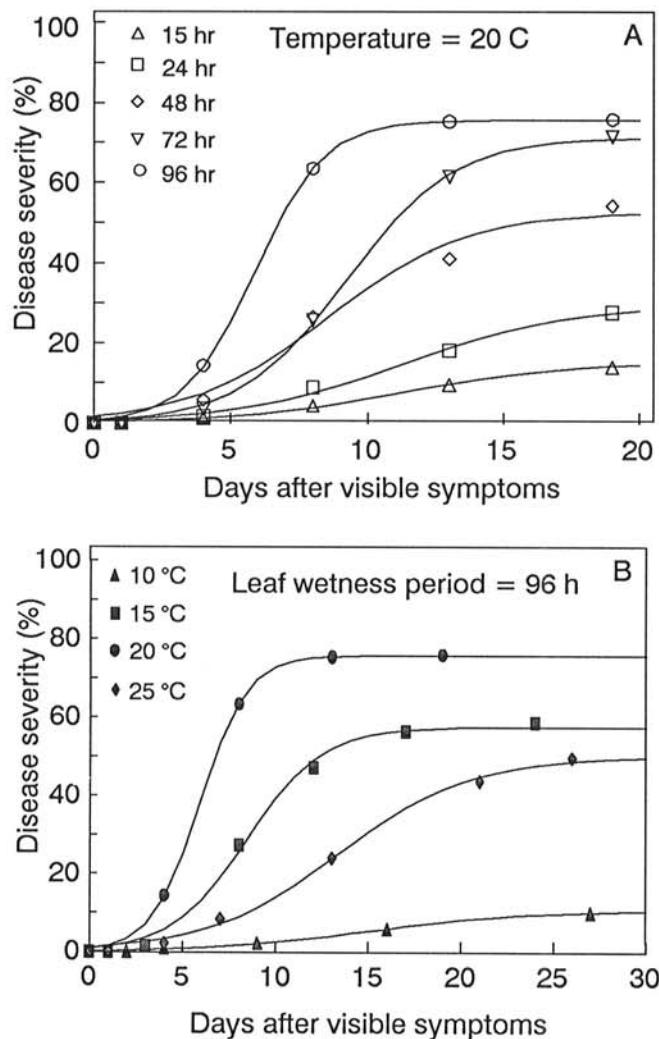 100
80
60
40
20
0
Disease severity (%)
15 hr
24 hr
48 hr
72 hr
96 hr
Temperature = 20 C
A
0 5 10 15 20
Days after visible symptoms
100
80
60
40
20
0
Disease severity (%)
10 °C
15 °C
20 °C
25 °C
Leaf wetness period = 96 h
B
0 5 10 15 20 25 30
Days after visible symptoms